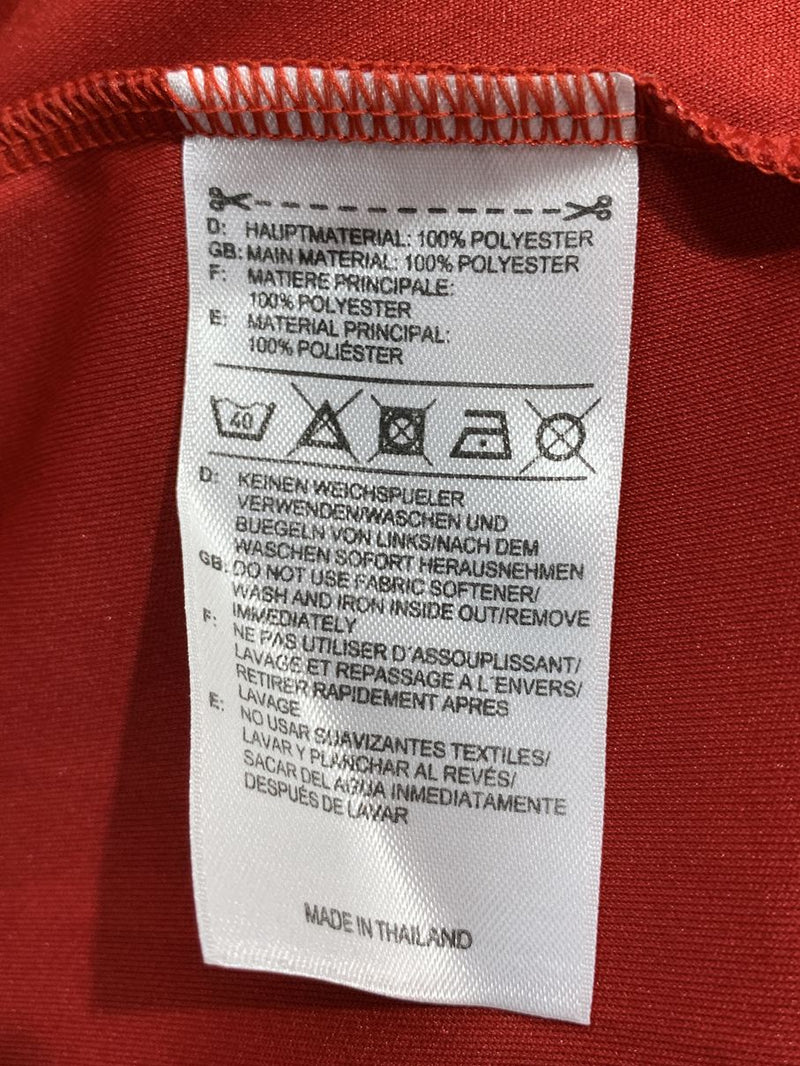 D: HAUPTMATERIAL: 100% POLYESTER
GB: MAIN MATERIAL: 100% POLYESTER
F: MATIERE PRINCIPALE:
100% POLYESTER
E: MATERIAL PRINCIPAL:
100% POLIÉSTER
40
D: KEINEN WEICHSPUELER
VERWENDEN/WASCHEN UND
BUEGELN VON LINKS/NACH DEM
WASCHEN SOFORT HERAUSNEHMEN
GB: DO NOT USE FABRIC SOFTENER/
WASH AND IRON INSIDE OUT/REMOVE
IMMEDIATELY
F: NE PAS UTILISER D´ASSOUPLISSANT/
LAVAGE ET REPASSAGE A L´ENVERS/
RETIRER RAPIDEMENT APRES
LAVAGE
E: NO USAR SUAVIZANTES TEXTILES/
LAVAR Y PLANCHAR AL REVÉS/
SACAR DEL AGUA INMEDIATAMENTE
DESPUÉS DE LAVAR
MADE IN THAILAND